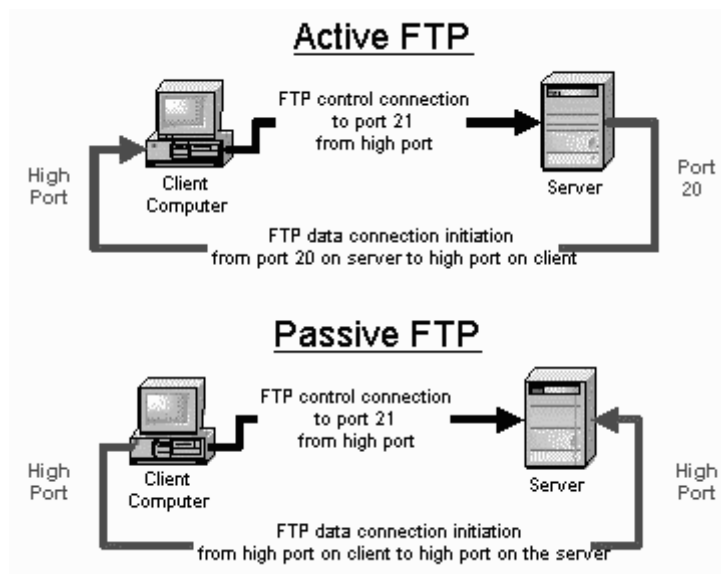 Active FTP
FTP control connection
to port 21
from high port
High
Port
Client
Computer
Server
Port
20
FTP data connection initiation
from port 20 on server to high port on client
Passive FTP
FTP control connection
to port 21
from high port
High
Port
Client
Computer
Server
High
Port
FTP data connection initiation
from high port on client to high port on the server